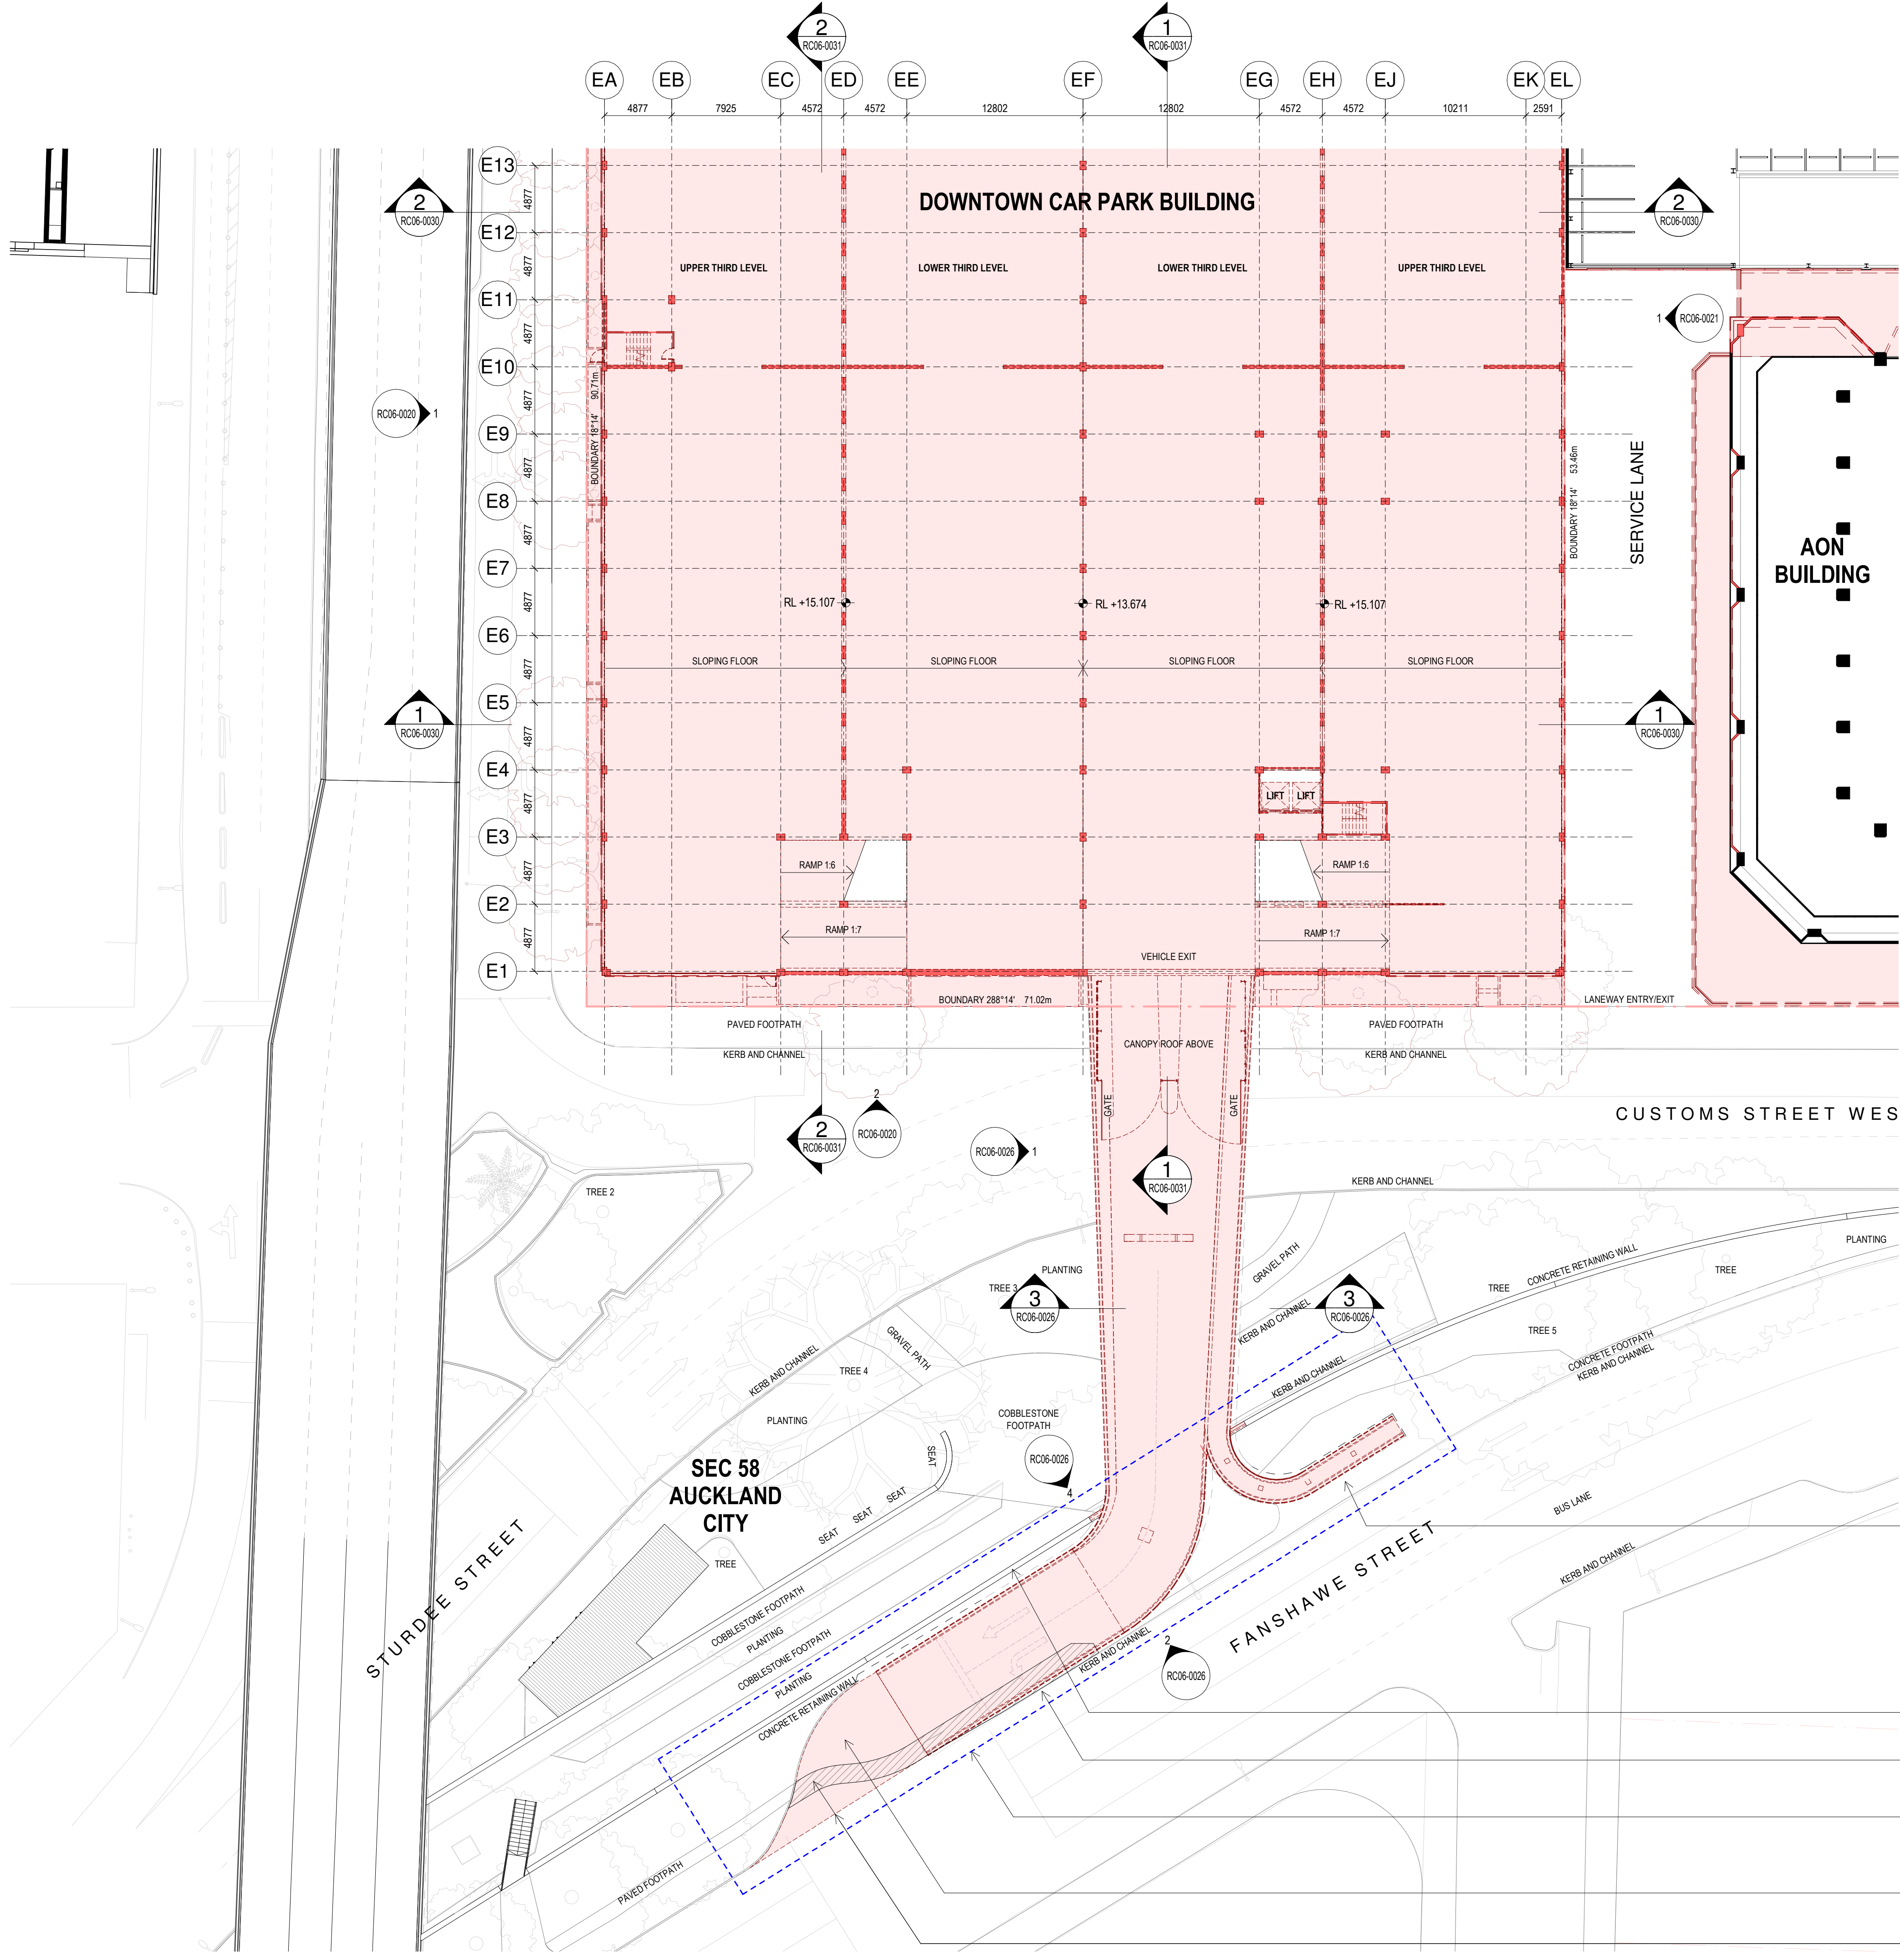 2
RC06-0031
1
RC06-0031
EA
EB
EC
ED
EE
EF
EG
EH
EJ
EK
EL
4877
7925
4572
4572
12802
12802
4572
4572
10211
2591
E13
4877
DOWNTOWN CAR PARK BUILDING
2
RC06-0030
2
RC06-0030
E12
4877
UPPER THIRD LEVEL
LOWER THIRD LEVEL
LOWER THIRD LEVEL
UPPER THIRD LEVEL
E11
4877
1
RC06-0021
E10
4877
BOUNDARY 18°14' 90.71m
RC06-0020
1
E9
4877
BOUNDARY 18°14' 53.46m
SERVICE LANE
E8
4877
AON
BUILDING
E7
4877
RL +15.107
RL +13.674
RL +15.107
E6
4877
SLOPING FLOOR
SLOPING FLOOR
SLOPING FLOOR
SLOPING FLOOR
E5
4877
1
RC06-0030
1
RC06-0030
E4
4877
LIFT
LIFT
E3
4877
RAMP 1:6
RAMP 1:6
E2
4877
RAMP 1:7
RAMP 1:7
VEHICLE EXIT
E1
BOUNDARY 288°14' 71.02m
LANEWAY ENTRY/EXIT
PAVED FOOTPATH
PAVED FOOTPATH
CANOPY ROOF ABOVE
KERB AND CHANNEL
KERB AND CHANNEL
GATE
GATE
2
RC06-0031
2
RC06-0020
CUSTOMS STREET WES
RC06-0026
1
1
RC06-0031
TREE 2
KERB AND CHANNEL
GRAVEL PATH
CONCRETE RETAINING WALL
PLANTING
PLANTING
TREE 3
3
RC06-0026
3
RC06-0026
TREE
TREE
KERB AND CHANNEL
TREE 5
GRAVEL PATH
KERB AND CHANNEL
TREE 4
KERB AND CHANNEL
CONCRETE FOOTPATH
KERB AND CHANNEL
PLANTING
COBBLESTONE
FOOTPATH
SEAT
RC06-0026
4
SEC 58
AUCKLAND
CITY
SEAT
SEAT
SEAT
BUS LANE
TREE
KERB AND CHANNEL
STURDEE STREET
FANSHAWE STREET
COBBLESTONE FOOTPATH
PLANTING
COBBLESTONE FOOTPATH
PLANTING
CONCRETE RETAINING WALL
KERB AND CHANNEL
2
RC06-0026
PAVED FOOTPATH